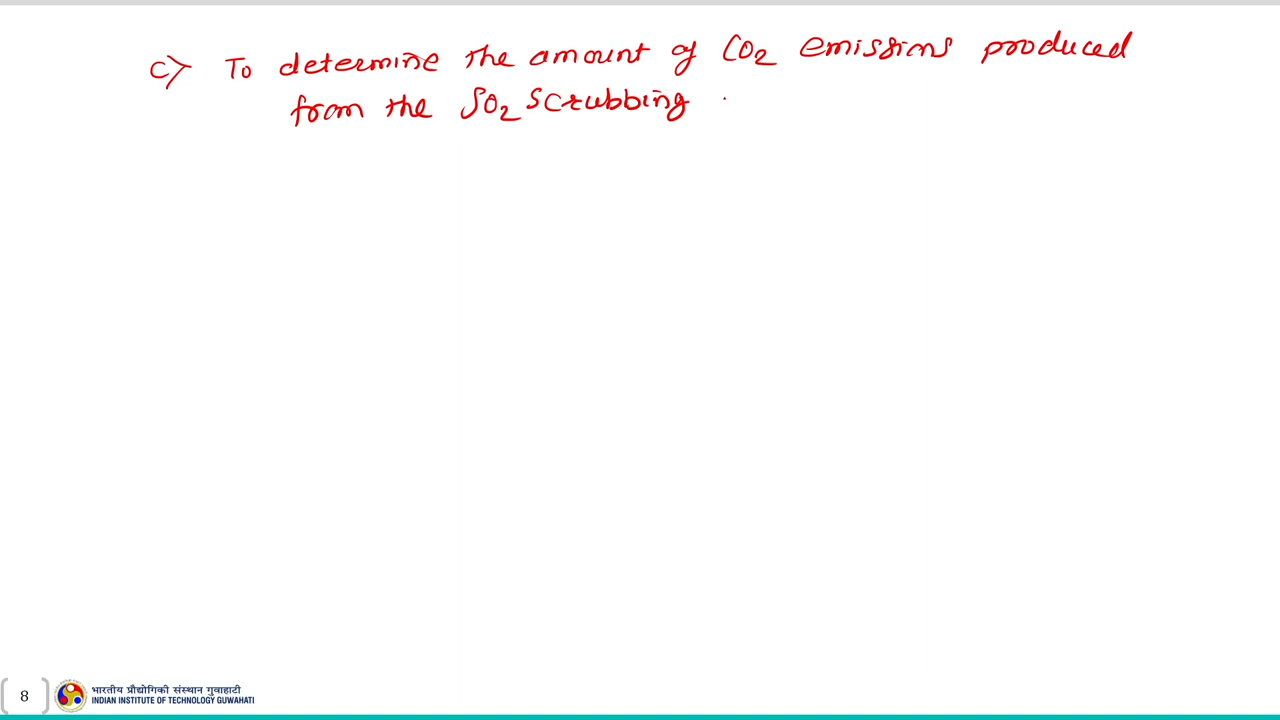 c) To determine the amount of CO2 emissions produced
from the SO2 scrubbing .
8
भारतीय प्रौद्योगिकी संस्थान गुवाहाटी
INDIAN INSTITUTE OF TECHNOLOGY GUWAHATI